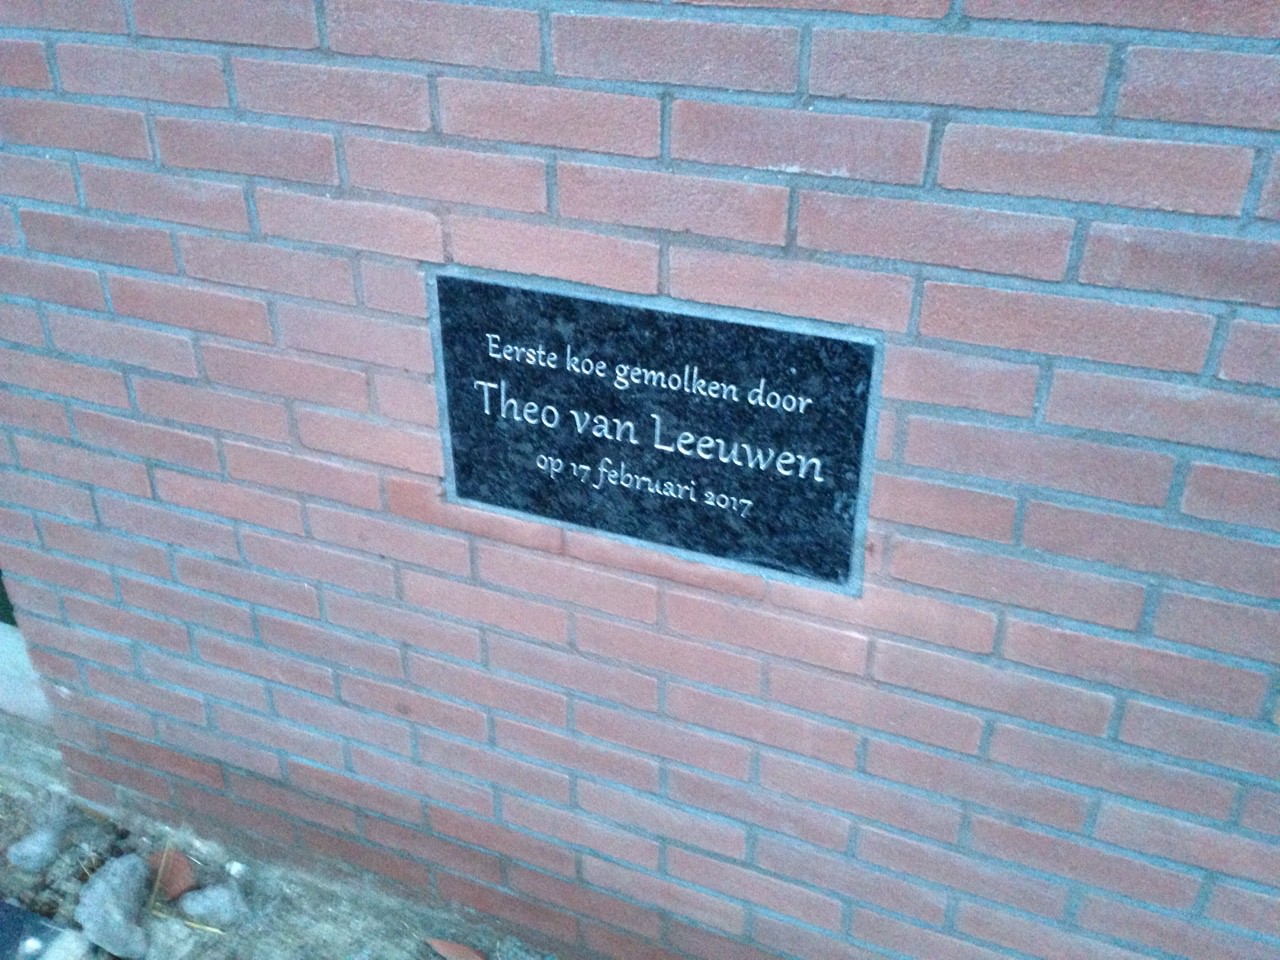 Eerste koe gemolken door
Theo van Leeuwen
op 17 februari 2017